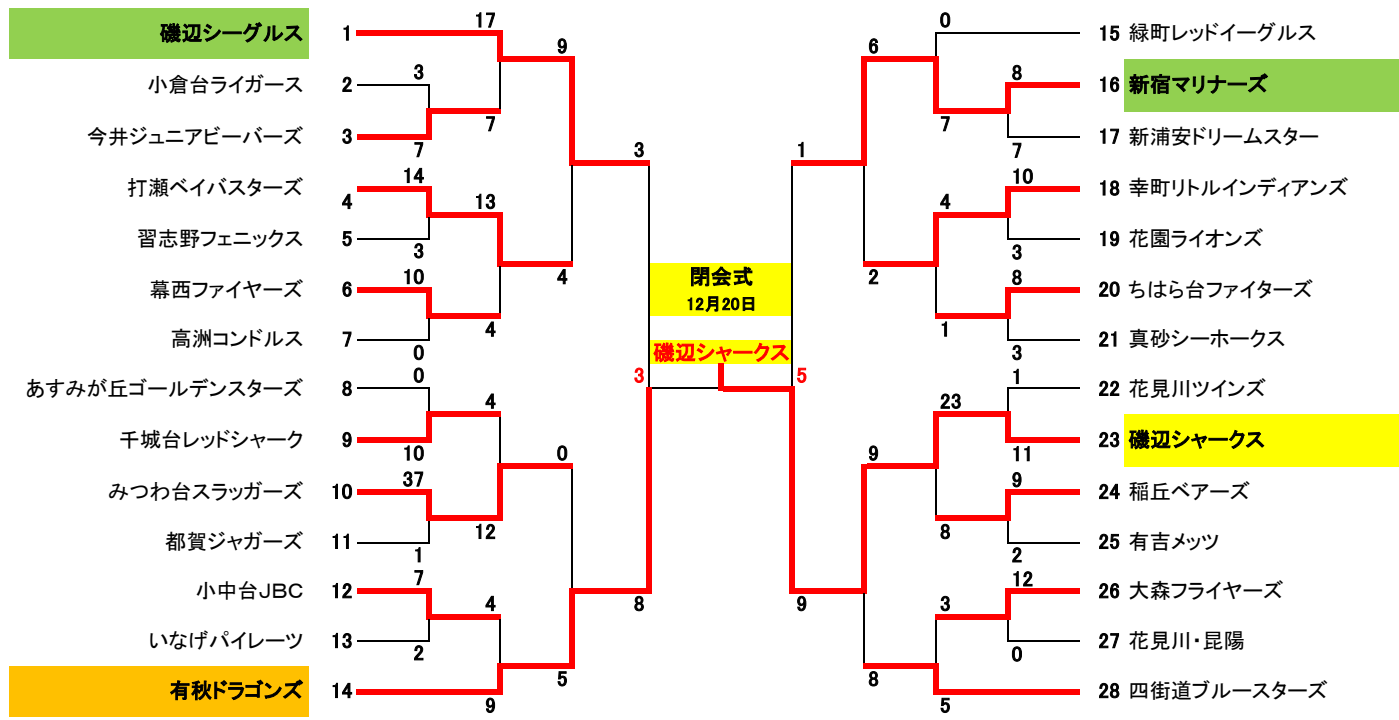 17
0
磯辺シーグルス 1
9
6
15 緑町レッドイーグルス
小倉台ライガース 2
3
8
16 新宿マリナーズ
7
7
今井ジュニアビーバーズ 3
7
3
1
7
17 新浦安ドリームスター
打瀬ベイバスターズ 4
14
13
4
10
18 幸町リトルインディアンズ
習志野フェニックス 5
3
3
19 花園ライオンズ
4
閉会式
2
幕西ファイヤーズ 6
10
12月20日
8
20 ちはら台ファイターズ
4
1
高洲コンドルス 7
0
磯辺シャークス
3
21 真砂シーホークス
あすみが丘ゴールデンスターズ 8
0
3
5
1
22 花見川ツインズ
4
23
千城台レッドシャーク 9
10
0
9
11
23 磯辺シャークス
みつわ台スラッガーズ 10
37
9
24 稲丘ベアーズ
12
8
都賀ジャガーズ 11
1
2
25 有吉メッツ
小中台JBC 12
7
4
8
9
3
12
26 大森フライヤーズ
いなげパイレーツ 13
2
0
27 花見川・昆陽
5
8
有秋ドラゴンズ 14
9
5
28 四街道ブルースターズ